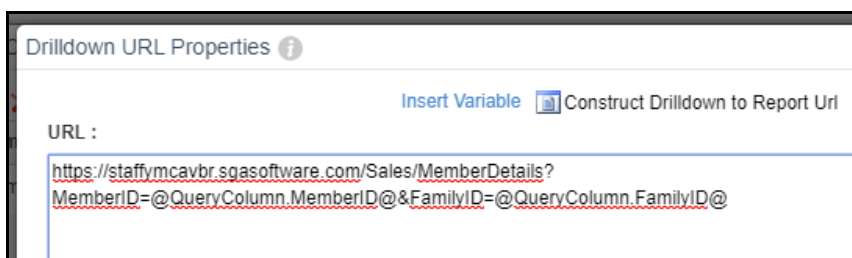 Drilldown URL Properties
Insert Variable Construct Drilldown to Report Url
URL :
https://staffymcavbr.sgasoftware.com/Sales/MemberDetails?
MemberID=@QueryColumn.MemberID@&FamilyID=@QueryColumn.FamilyID@